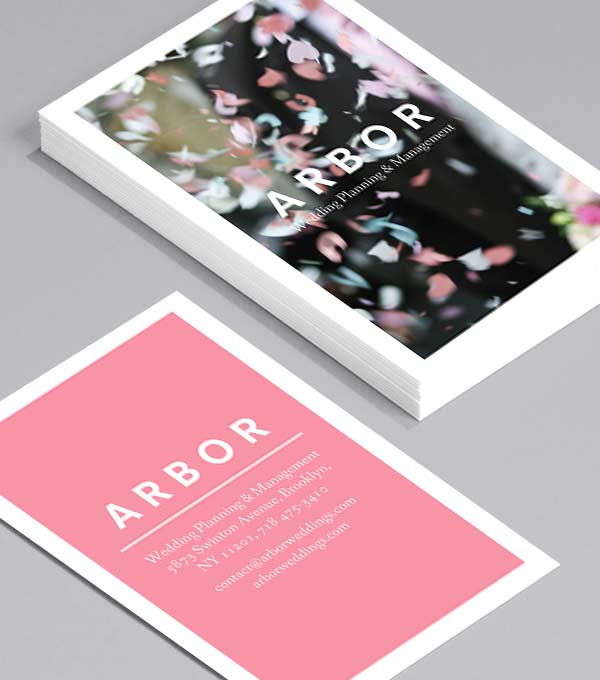 ARBOR
Wedding Planning & Management
ARBOR
Wedding Planning & Management
5873 Swinton Avenue, Brooklyn,
NY 11201, 718 475-3410
contact@arborweddings.com
arborweddings.com